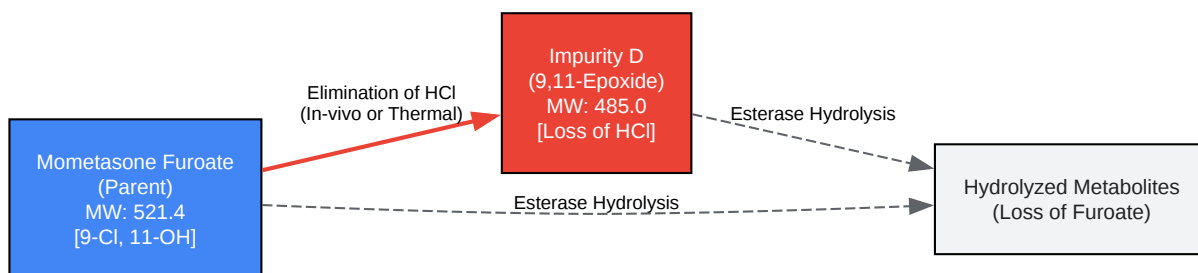 Mometasone Furoate
(Parent)
MW: 521.4
[9-Cl, 11-OH]
Elimination of HCl
(In-vivo or Thermal)
Impurity D
(9,11-Epoxide)
MW: 485.0
[Loss of HCl]
Esterase Hydrolysis
Esterase Hydrolysis
Hydrolyzed Metabolites
(Loss of Furoate)